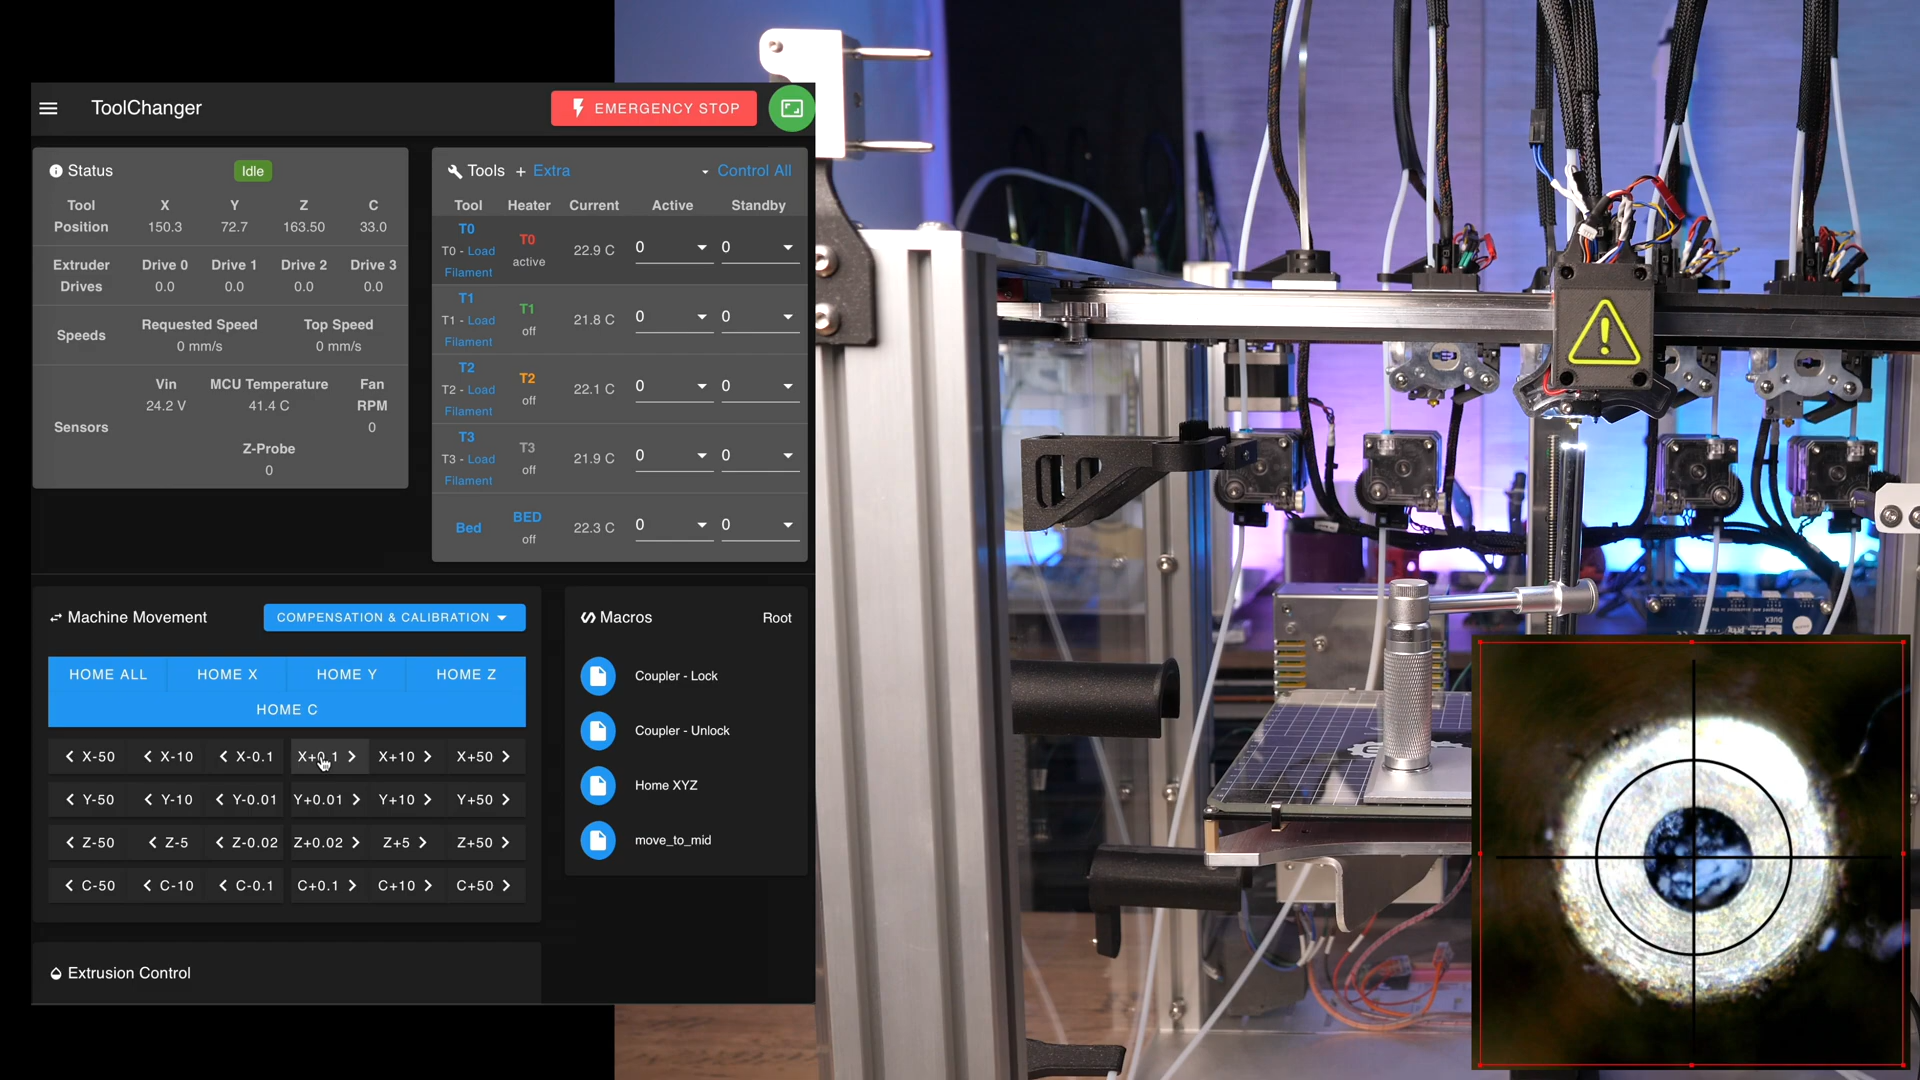 ToolChanger
EMERGENCY STOP
Status
Idle
Tool
Position
X
Y
Z
C
150.3
72.7
163.50
33.0
Extruder
Drives
Drive 0
Drive 1
Drive 2
Drive 3
0.0
0.0
0.0
0.0
Speeds
Requested Speed
Top Speed
0 mm/s
0 mm/s
Sensors
Vin
MCU Temperature
Fan
RPM
24.2 V
41.4 C
0
Z-Probe
0
Tools + Extra
Control All
Tool
Heater
Current
Active
Standby
T0
T0 - Load
Filament
T0
active
22.9 C
0
0
T1
T1 - Load
Filament
T1
off
21.8 C
0
0
T2
T2 - Load
Filament
T2
off
22.1 C
0
0
T3
T3 - Load
Filament
T3
off
21.9 C
0
0
Bed
BED
off
22.3 C
0
0
Machine Movement
COMPENSATION & CALIBRATION
HOME ALL
HOME X
HOME Y
HOME Z
HOME C
X-50
X-10
X-0.1
X+0.1
X+10
X+50
Y-50
Y-10
Y-0.01
Y+0.01
Y+10
Y+50
Z-50
Z-5
Z-0.02
Z+0.02
Z+5
Z+50
C-50
C-10
C-0.1
C+0.1
C+10
C+50
Macros
Root
Coupler - Lock
Coupler - Unlock
Home XYZ
move_to_mid
Extrusion Control